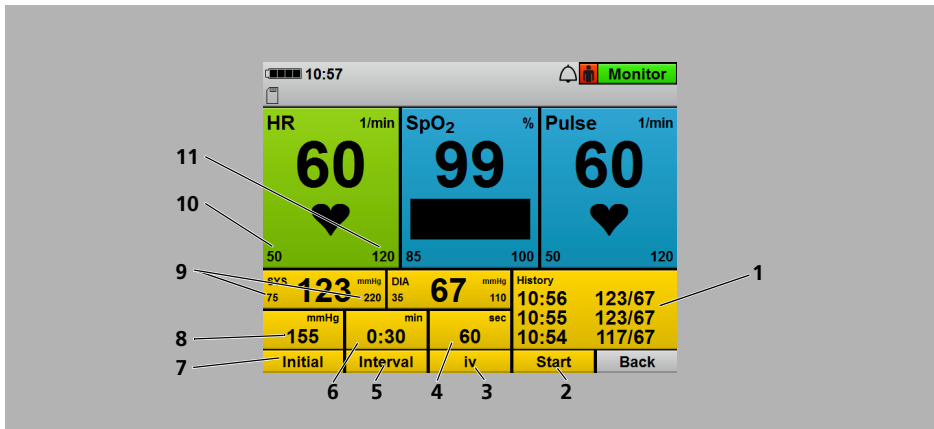 10:57 Monitor
HR 1/min SpO2 % Pulse 1/min
60 99 60
11
10
50 120 85 100 50 120
9
SYS 123 mmHg DIA 67 mmHg History
75 220 35 110
10:56 123/67
1
mmHg min sec 10:55 123/67
8
155 0:30 60 10:54 117/67
7
Initial Interval iv Start Back
6 5 4 3 2